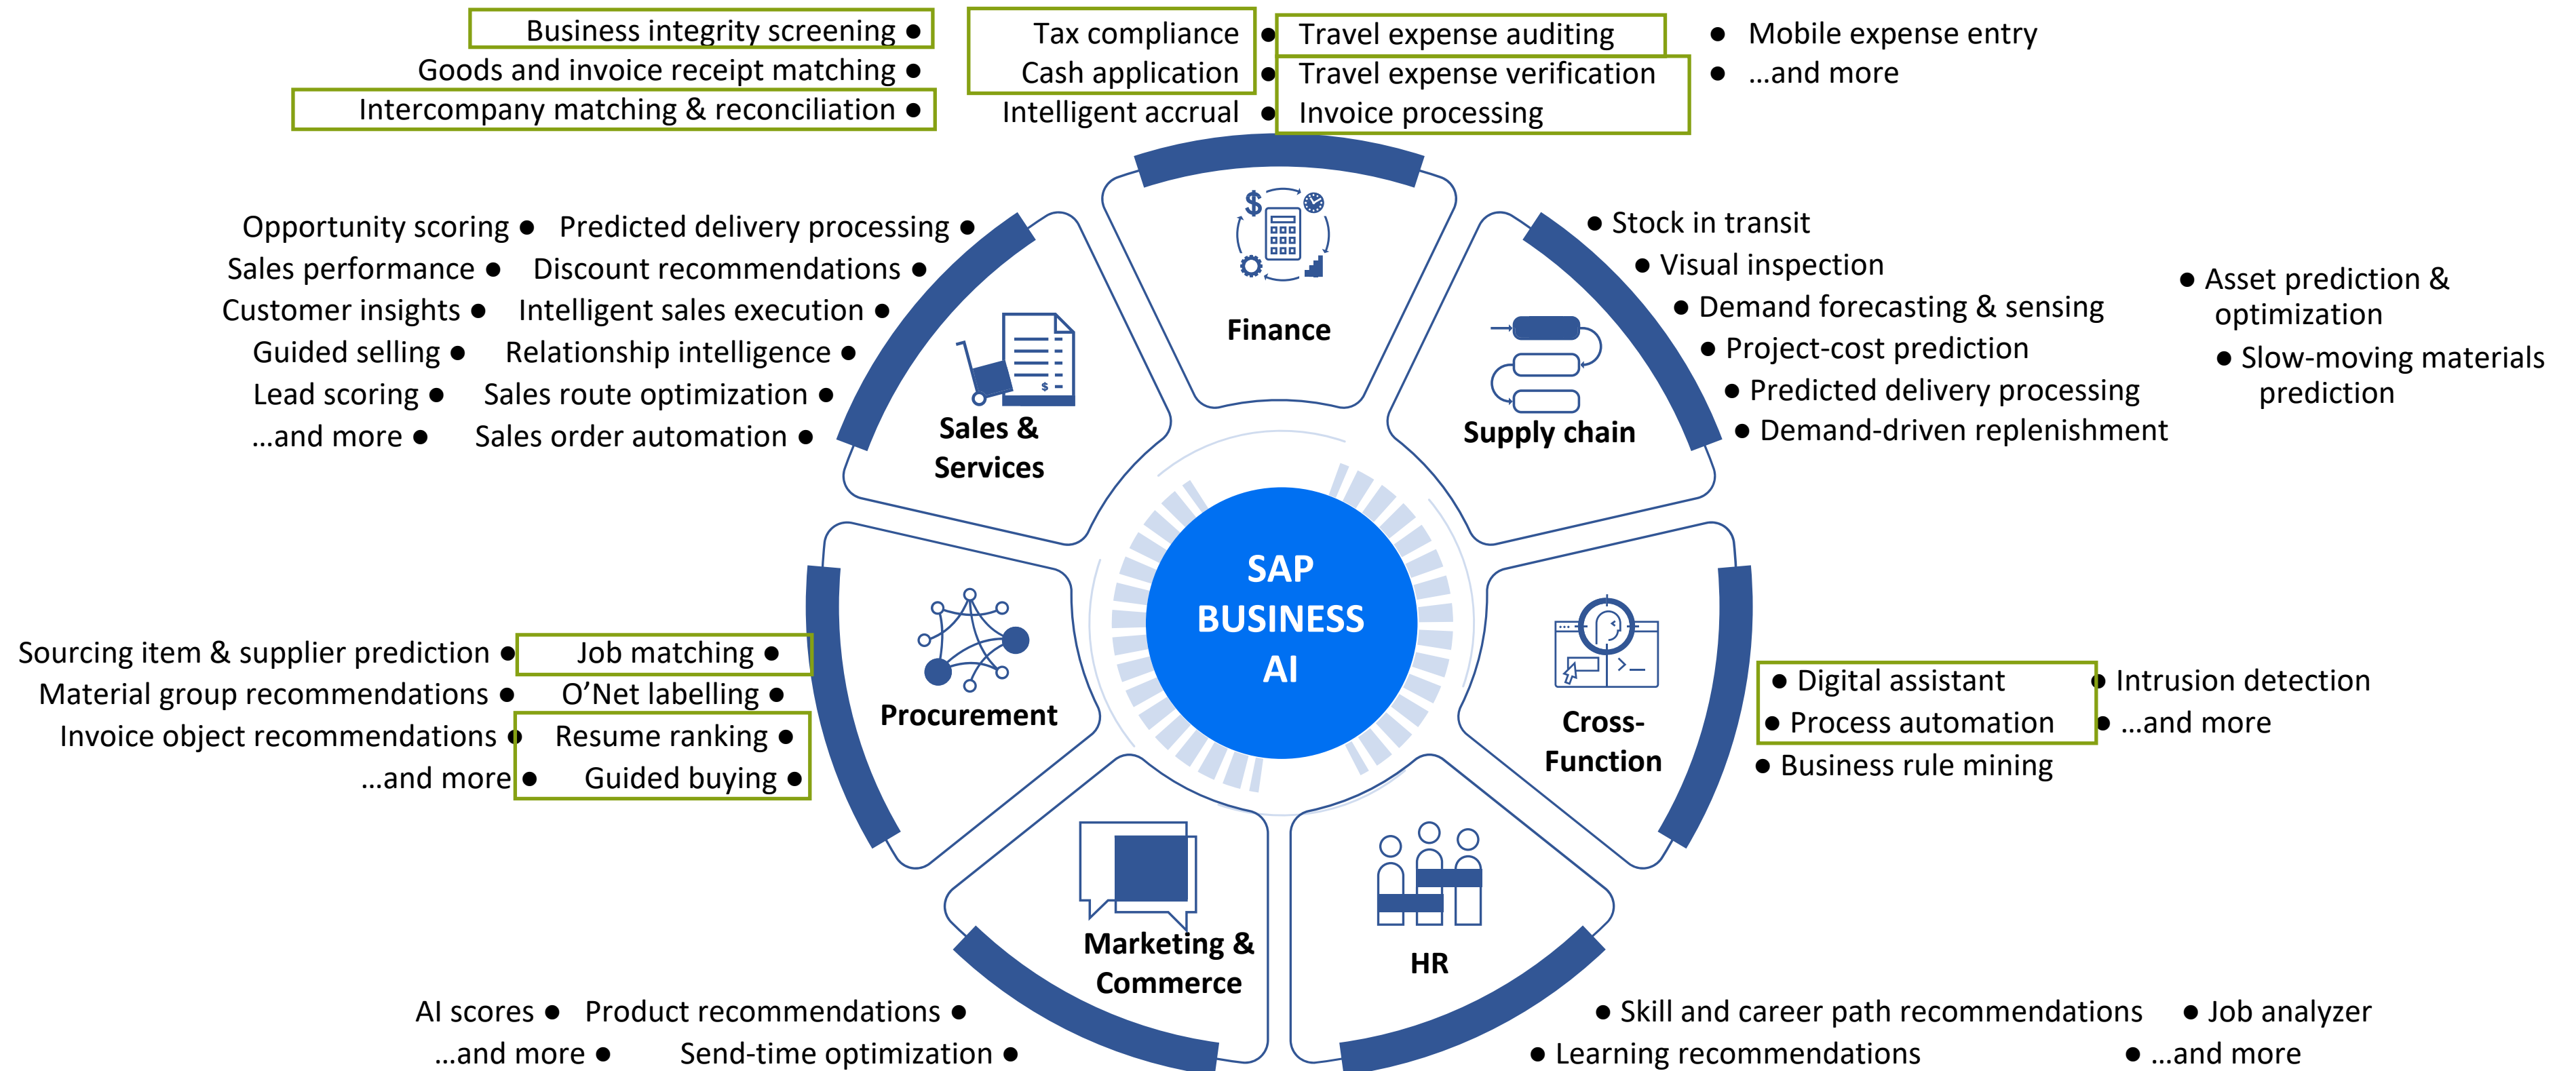 Business integrity screening ●
Goods and invoice receipt matching ●
Intercompany matching & reconciliation ●
Tax compliance ●
Cash application ●
Intelligent accrual ●
Travel expense auditing
Travel expense verification
Invoice processing
● Mobile expense entry
● ...and more
Opportunity scoring ●
Sales performance ●
Customer insights ●
Guided selling ●
Lead scoring ●
...and more ●
Predicted delivery processing ●
Discount recommendations ●
Intelligent sales execution ●
Relationship intelligence ●
Sales route optimization ●
Sales order automation ●
$
Finance
$
Sales &
Services
Supply chain
● Stock in transit
● Visual inspection
● Demand forecasting & sensing
● Project-cost prediction
● Predicted delivery processing
● Demand-driven replenishment
● Asset prediction &
optimization
● Slow-moving materials
prediction
SAP
BUSINESS
AI
Sourcing item & supplier prediction ●
Material group recommendations ●
Invoice object recommendations ●
...and more ●
Job matching ●
O’Net labelling ●
Resume ranking ●
Guided buying ●
Procurement
Cross-
Function
● Digital assistant
● Process automation
● Business rule mining
● Intrusion detection
● ...and more
Marketing &
Commerce
HR
AI scores ●
...and more ●
Product recommendations ●
Send-time optimization ●
● Skill and career path recommendations
● Learning recommendations
● Job analyzer
● ...and more